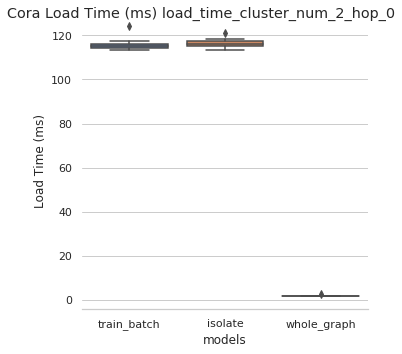 Cora Load Time (ms) load_time_cluster_num_2_hop_0
120
100
80
60
40
20
0
Load Time (ms)
train_batch isolate whole_graph
models